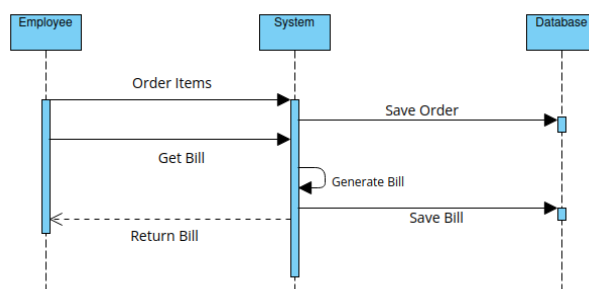 Employee
System
Database
Order Items
Save Order
Get Bill
Generate Bill
Save Bill
Return Bill